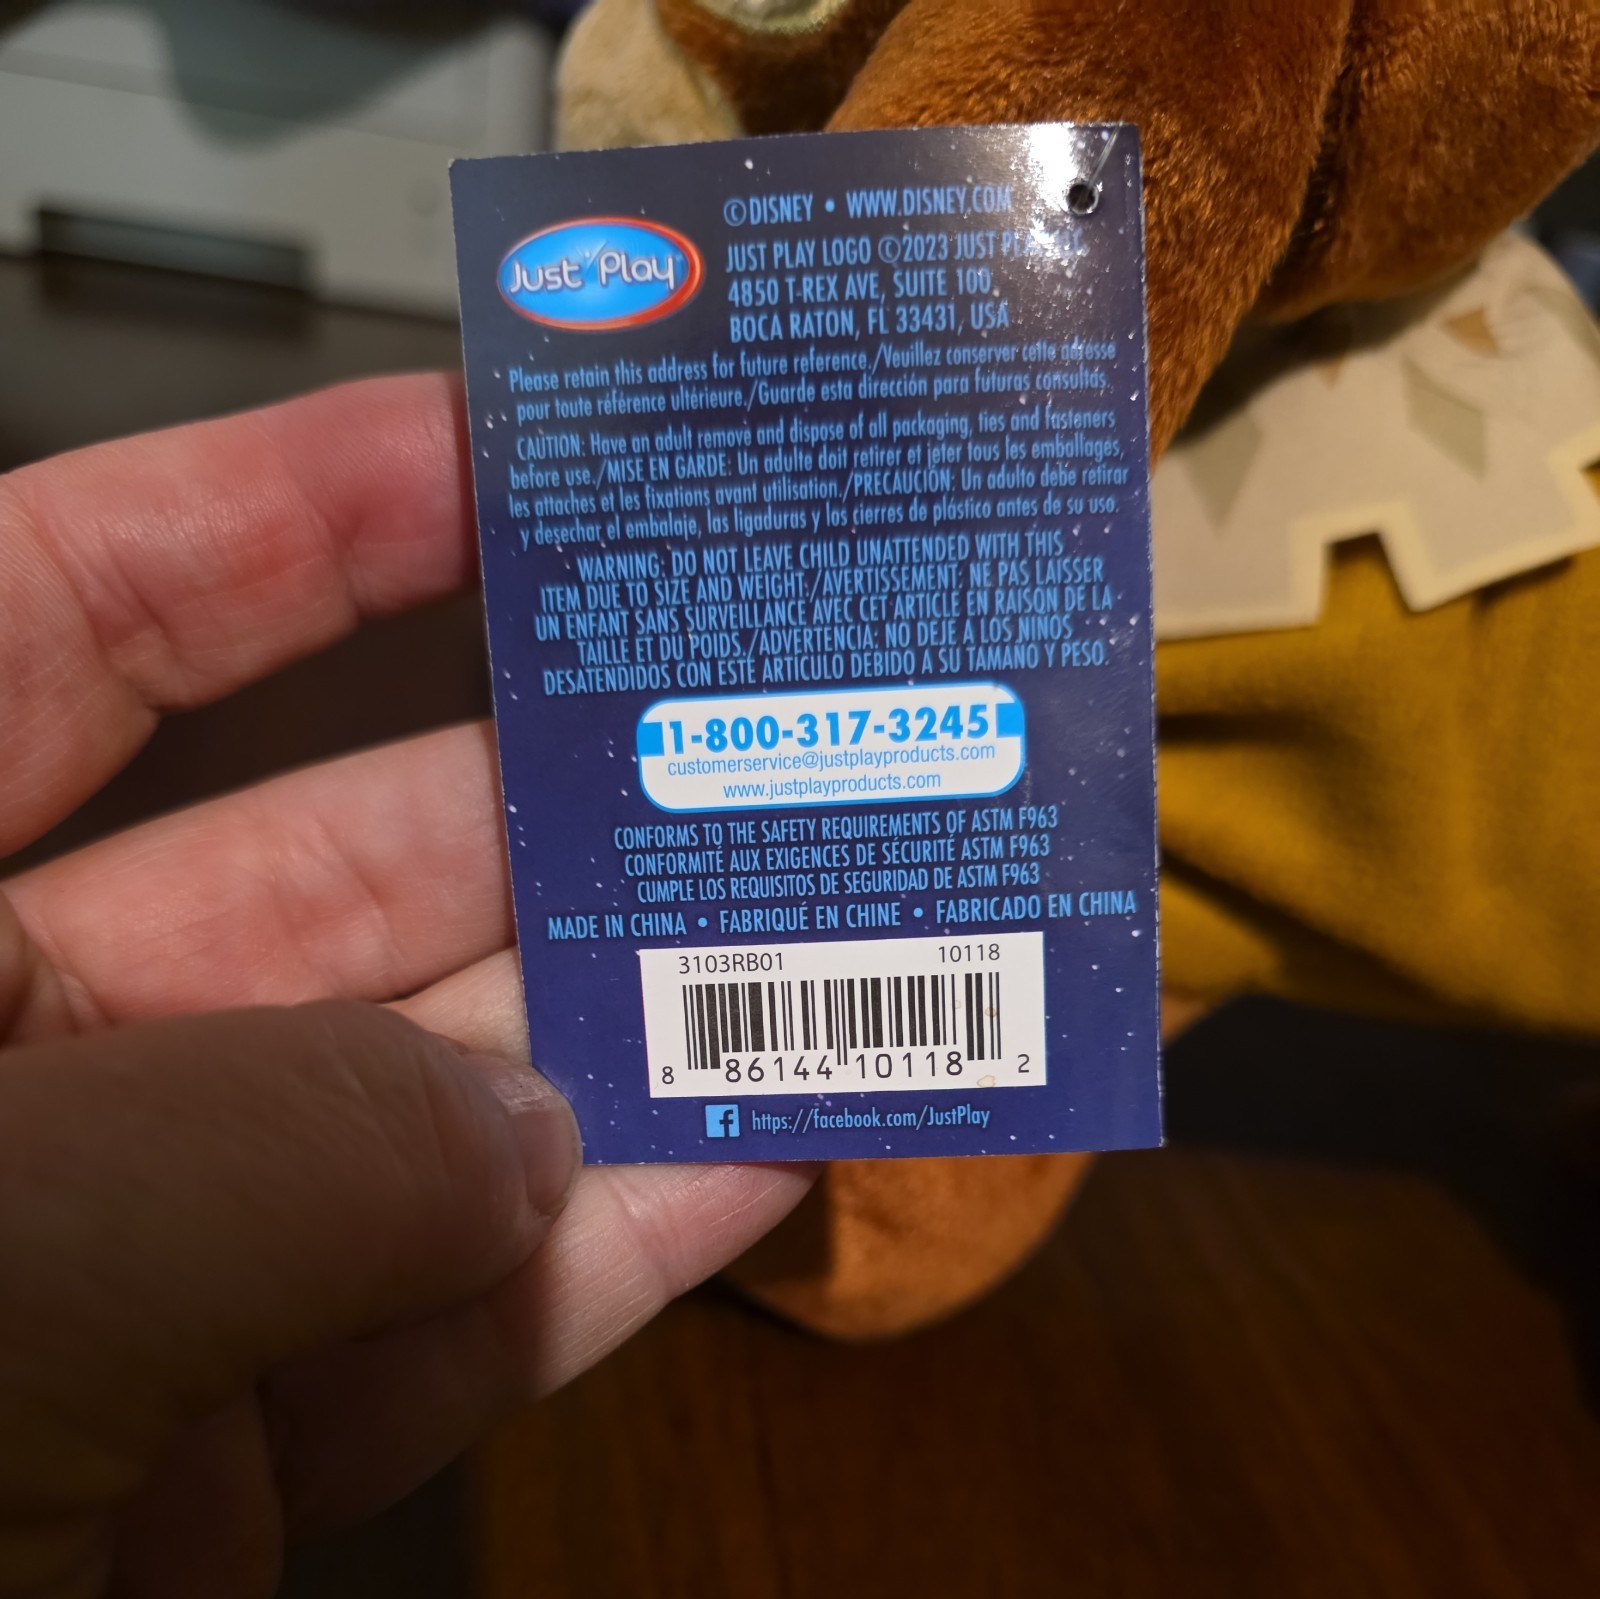 Just Play
© DISNEY • WWW.DISNEY.COM
JUST PLAY LOGO © 2023 JUST
4850 T-REX AVE, SUITE 100
BOCA RATON, FL 33431, USA
Please retain this address for future reference./Veuillez conserver cette adresse
pour toute référence ultérieure./Guarde esta dirección para futuras consultas.
CAUTION: Have an adult remove and dispose of all packaging, ties and fasteners
before use./MISE EN GARDE: Un adulte doit retirer et jeter tous les emballages,
les attaches et les fixations avant utilisation./PRECAUCIÓN: Un adulto debe retirar
y desechar el embalaje, las ligaduras y los cierres de plástico antes de su uso.
WARNING: DO NOT LEAVE CHILD UNATTENDED WITH THIS
ITEM DUE TO SIZE AND WEIGHT./AVERTISSEMENT: NE PAS LAISSER
UN ENFANT SANS SURVEILLANCE AVEC CET ARTICLE EN RAISON DE LA
TAILLE ET DU POIDS./ADVERTENCIA: NO DEJE A LOS NIÑOS
DESATENDIDOS CON ESTE ARTÍCULO DEBIDO A SU TAMAÑO Y PESO.
1-800-317-3245
customerservice@justplayproducts.com
www.justplayproducts.com
CONFORMS TO THE SAFETY REQUIREMENTS OF ASTM F963
CONFORMITÉ AUX EXIGENCES DE SÉCURITÉ ASTM F963
CUMPLE LOS REQUISITOS DE SEGURIDAD DE ASTM F963
MADE IN CHINA • FABRIQUÉ EN CHINE • FABRICADO EN CHINA
3103RB01 10118
8 86144 10118 2
f https://facebook.com/JustPlay